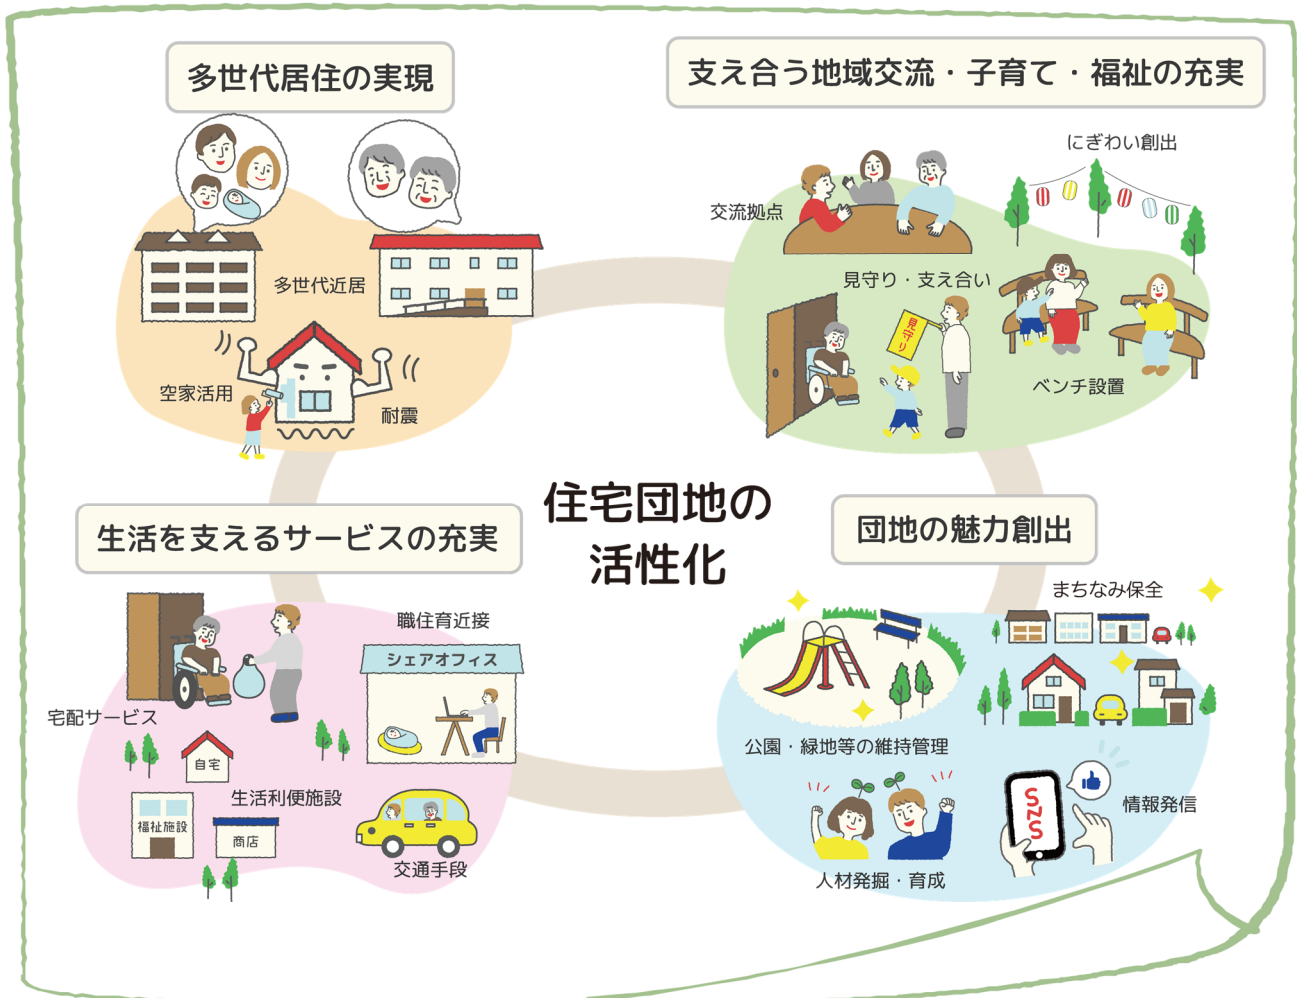 多世代居住の実現
多世代近居
空家活用
耐震
支え合う地域交流・子育て・福祉の充実
にぎわい創出
交流拠点
見守り・支え合い
見守り
ベンチ設置
住宅団地の
活性化
生活を支えるサービスの充実
職住育近接
シェアオフィス
宅配サービス
自宅
生活利便施設
福祉施設
商店
交通手段
団地の魅力創出
まちなみ保全
公園・緑地等の維持管理
SNS
情報発信
人材発掘・育成